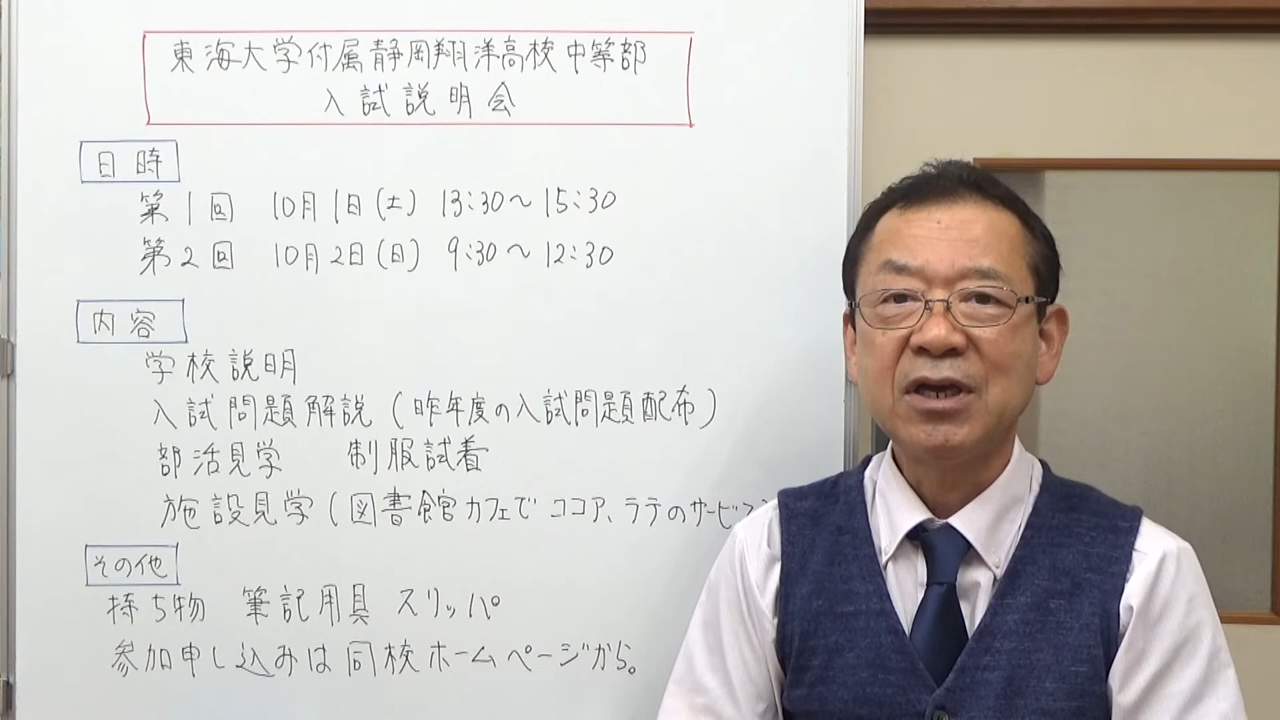 東海大学付属静岡翔洋高校中等部
入試説明会
日時
第1回 10月1日(土) 13:30〜15:30
第2回 10月2日(日) 9:30〜12:30
内容
学校説明
入試問題解説(昨年度の入試問題配布)
部活見学 制服試着
施設見学(図書館カフェでココア、ラテのサービス
その他
持ち物 筆記用具 スリッパ
参加申し込みは同校ホームページから。